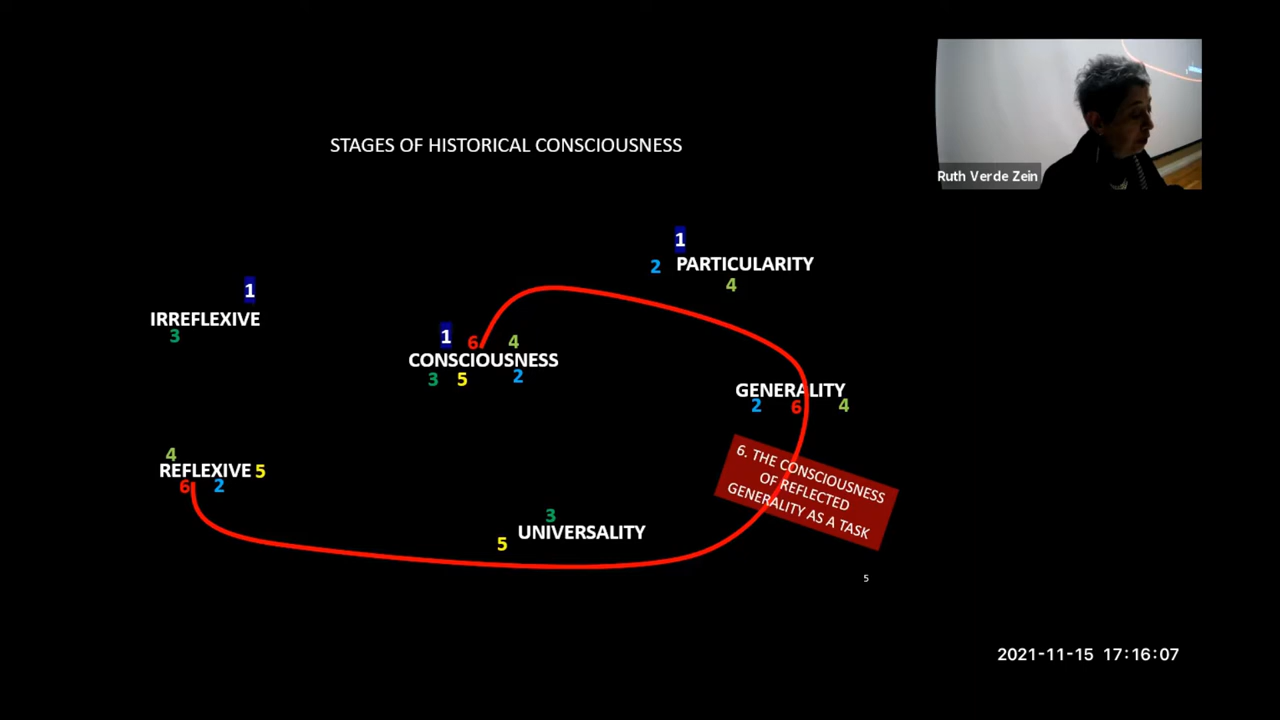 Ruth Verde Zein
STAGES OF HISTORICAL CONSCIOUSNESS
1
2 PARTICULARITY
4
1
IRREFLEXIVE
3
1 6 4
CONSCIOUSNESS
3 5 2
GENERALITY
2 6 4
4
REFLEXIVE 5
6 2
6. THE CONSCIOUSNESS
OF REFLECTED
GENERALITY AS A TASK
3
UNIVERSALITY
5
5
2021-11-15 17:16:07